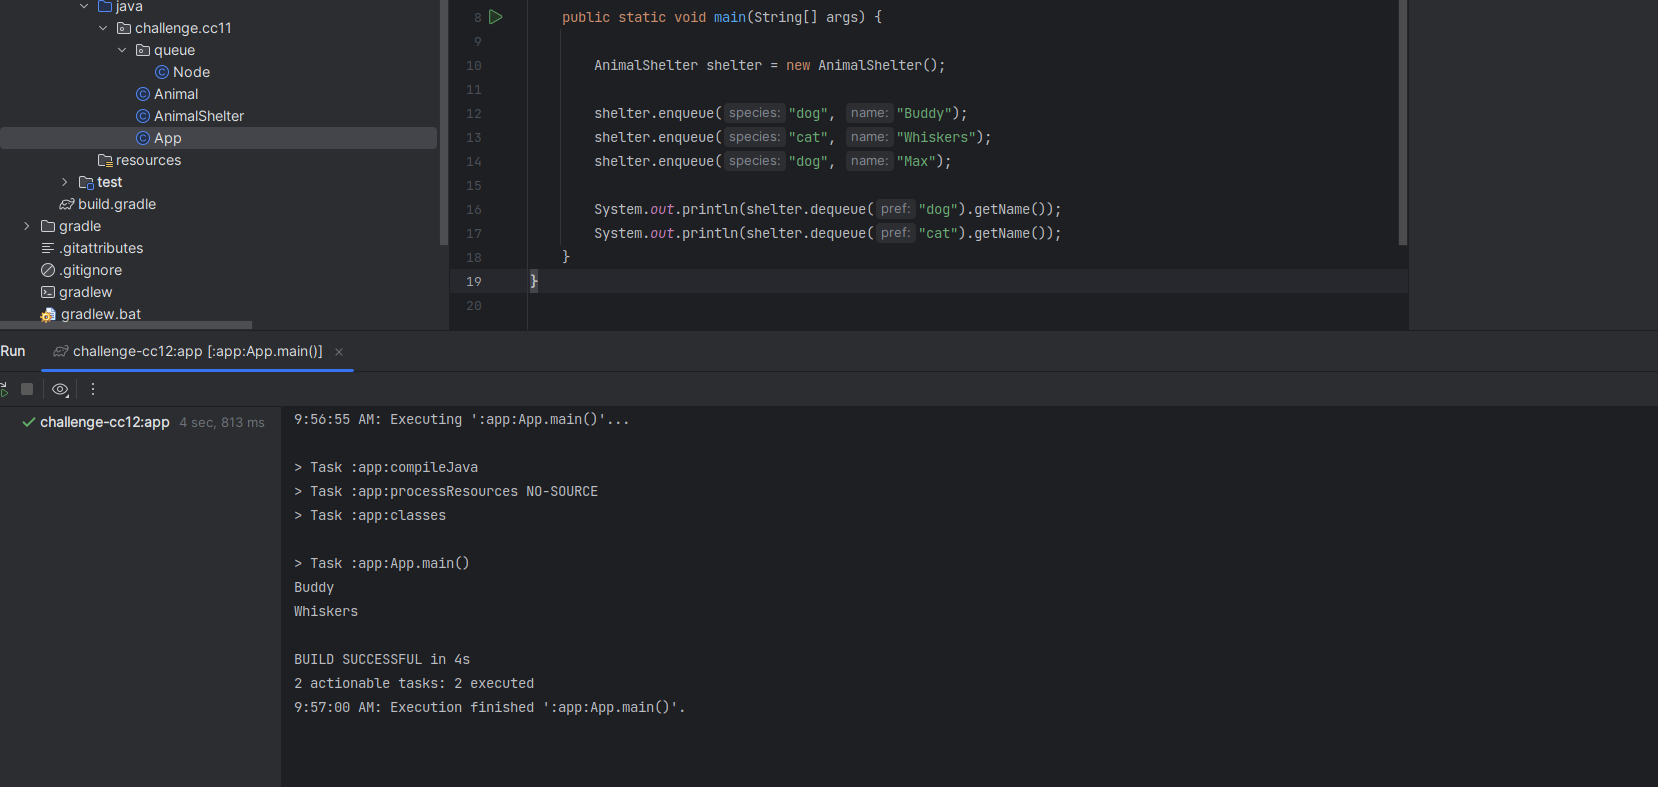 java
challenge.cc11
queue
Node
Animal
AnimalShelter
App
resources
test
build.gradle
gradle
.gitattributes
.gitignore
gradlew
gradlew.bat
8 public static void main(String[] args) {
9
10 AnimalShelter shelter = new AnimalShelter();
11
12 shelter.enqueue( species: "dog", name: "Buddy");
13 shelter.enqueue( species: "cat", name: "Whiskers");
14 shelter.enqueue( species: "dog", name: "Max");
15
16 System.out.println(shelter.dequeue( pref: "dog").getName());
17 System.out.println(shelter.dequeue( pref: "cat").getName());
18 }
19 }
20
Run challenge-cc12:app [:app:App.main()] ×
challenge-cc12:app 4 sec, 813 ms
9:56:55 AM: Executing ':app:App.main()'...
> Task :app:compileJava
> Task :app:processResources NO-SOURCE
> Task :app:classes
> Task :app:App.main()
Buddy
Whiskers
BUILD SUCCESSFUL in 4s
2 actionable tasks: 2 executed
9:57:00 AM: Execution finished ':app:App.main()'.